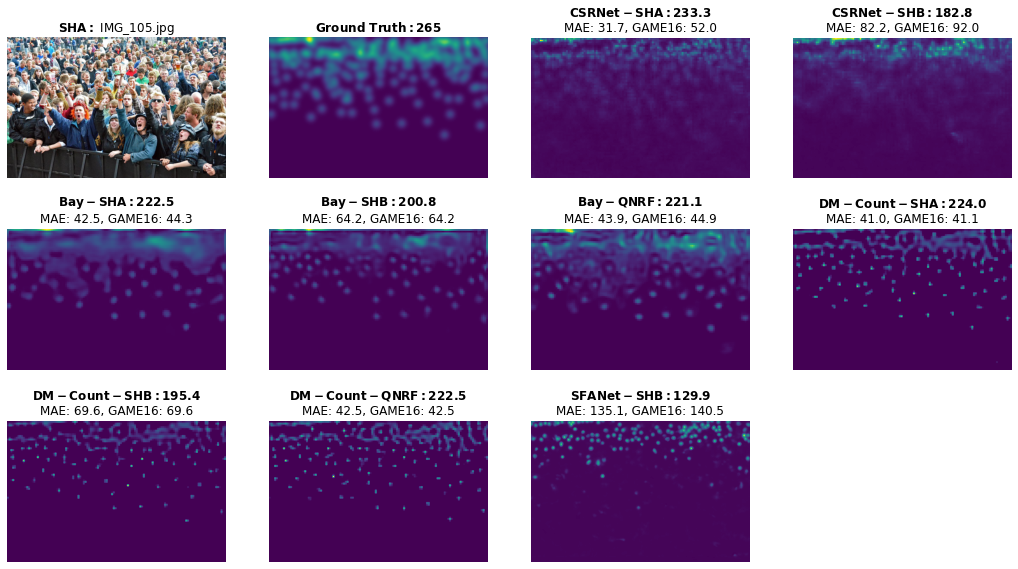 SHA: IMG_105.jpg
Ground Truth: 265
CSRNet − SHA: 233.3
MAE: 31.7, GAME16: 52.0
CSRNet − SHB: 182.8
MAE: 82.2, GAME16: 92.0
Bay − SHA: 222.5
MAE: 42.5, GAME16: 44.3
Bay − SHB: 200.8
MAE: 64.2, GAME16: 64.2
Bay − QNRF: 221.1
MAE: 43.9, GAME16: 44.9
DM − Count − SHA: 224.0
MAE: 41.0, GAME16: 41.1
DM − Count − SHB: 195.4
MAE: 69.6, GAME16: 69.6
DM − Count − QNRF: 222.5
MAE: 42.5, GAME16: 42.5
SFANet − SHB: 129.9
MAE: 135.1, GAME16: 140.5